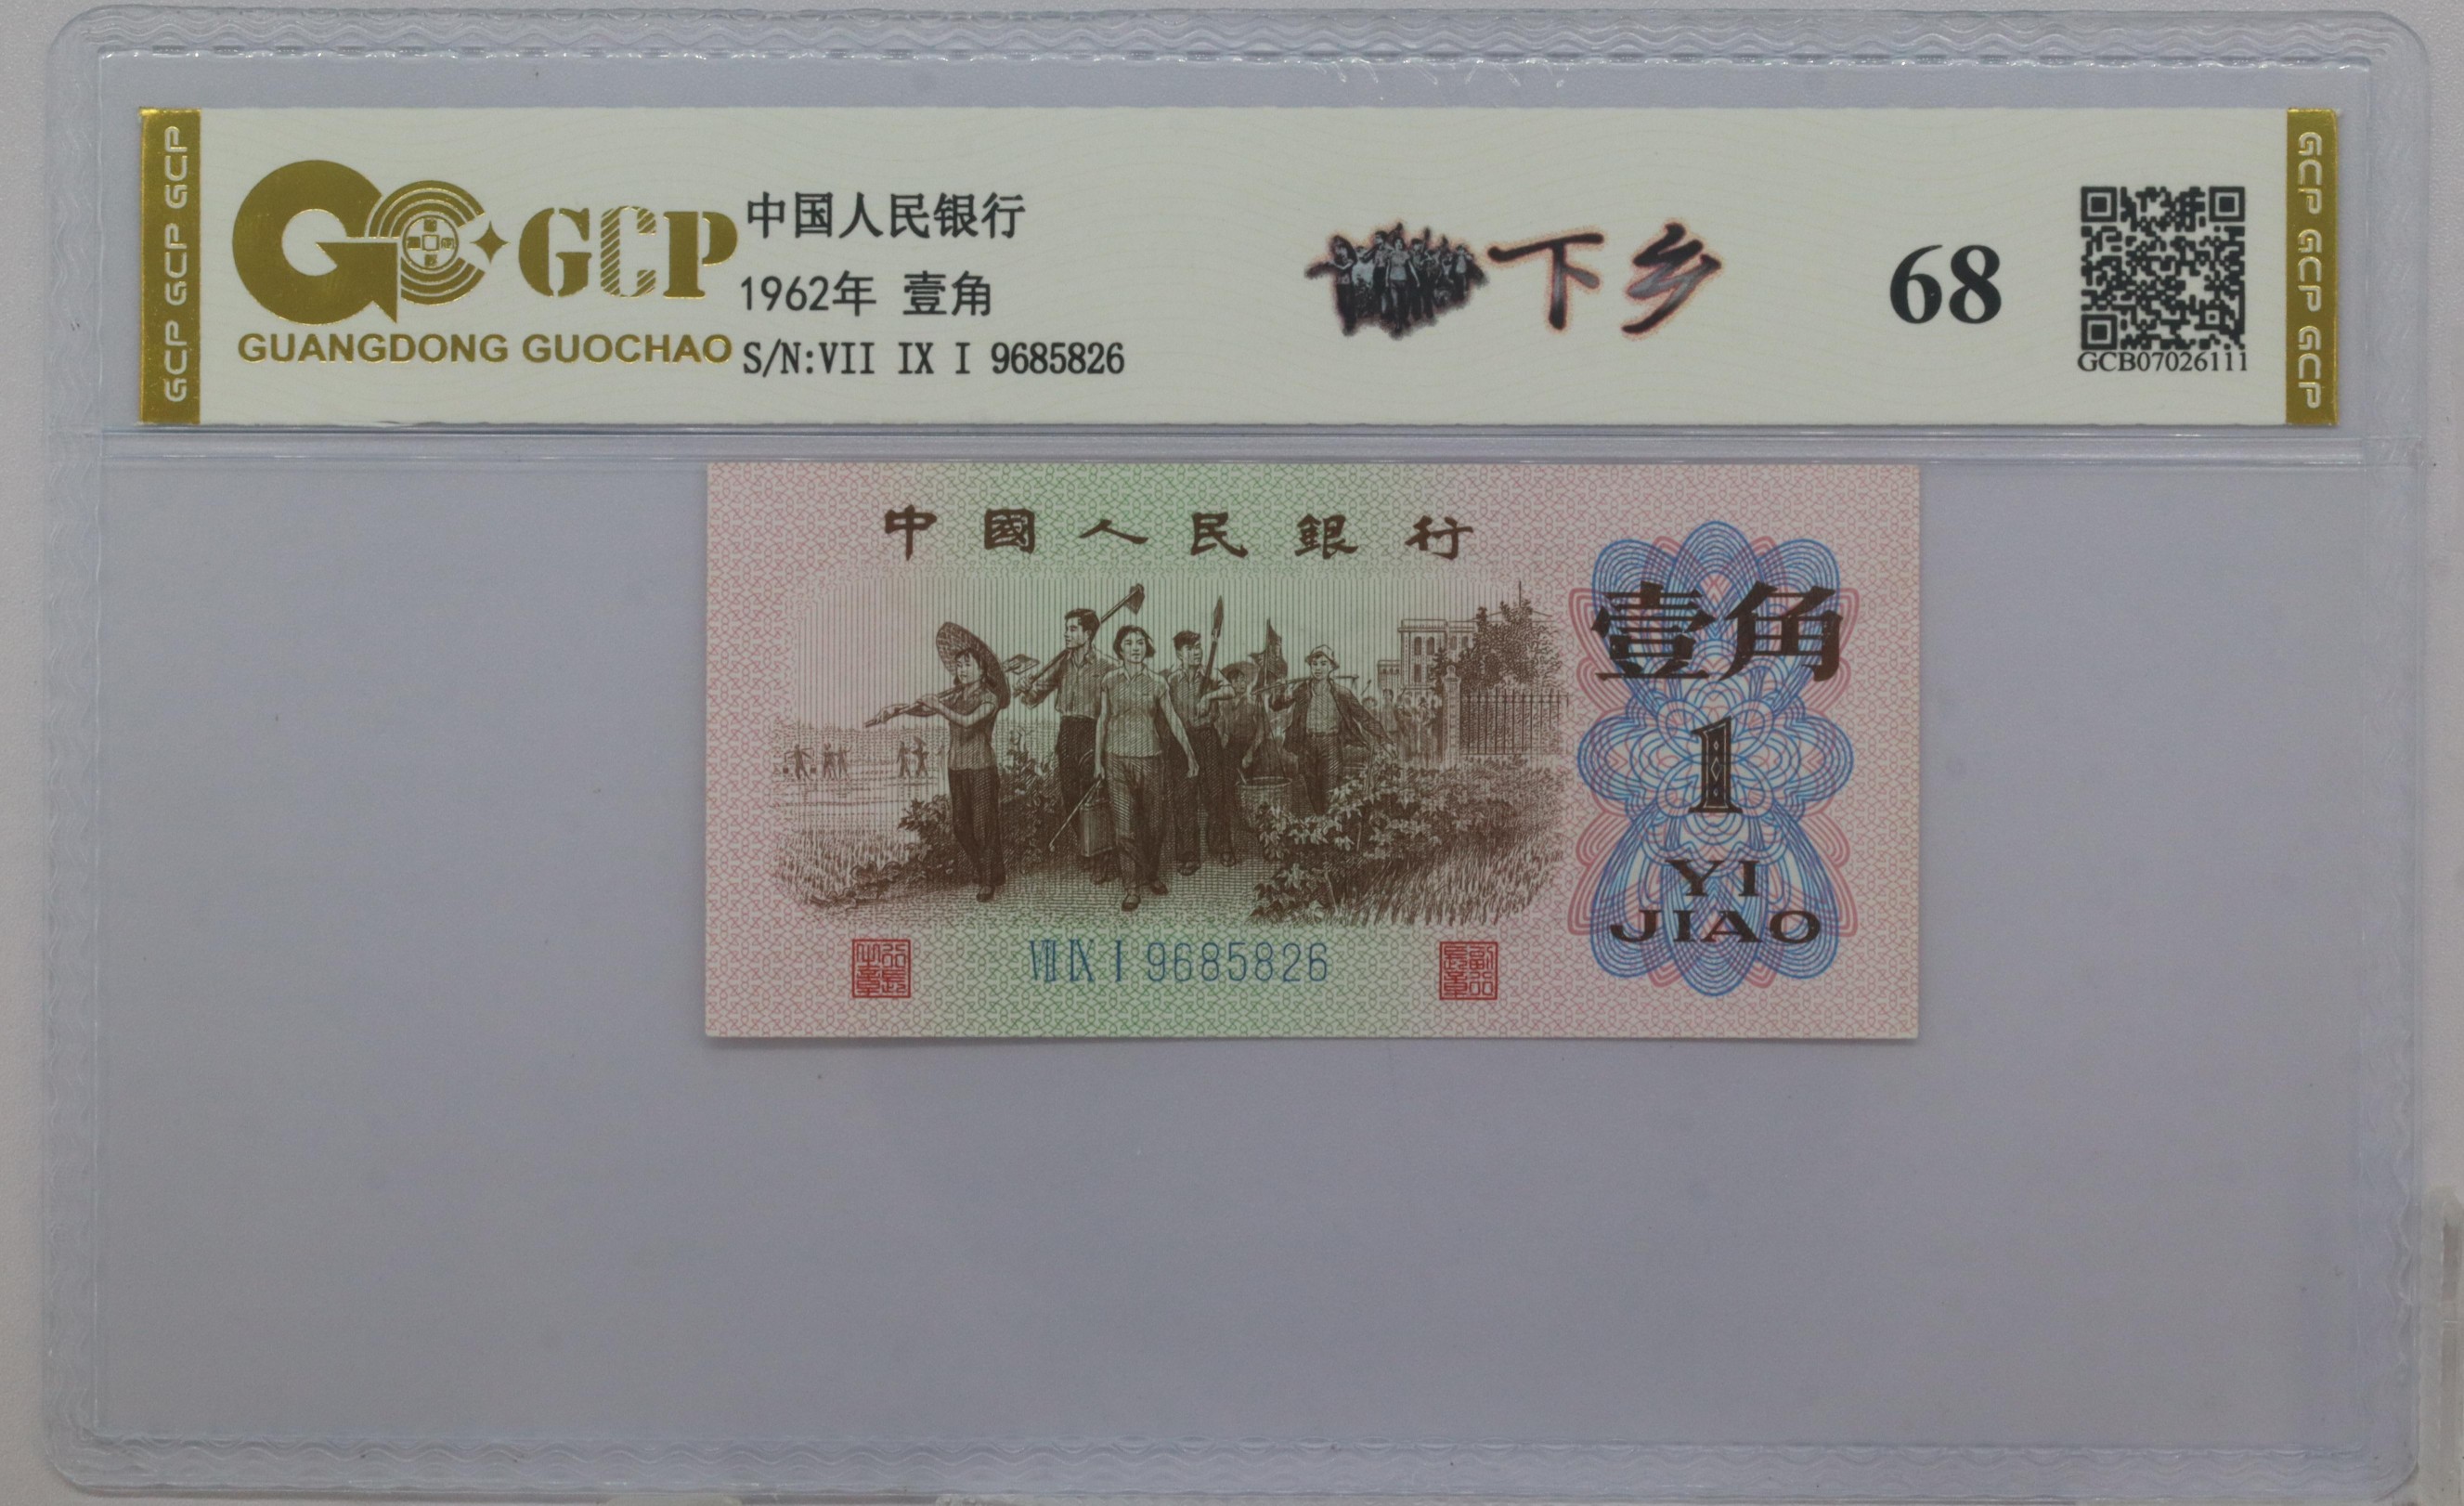 GCP GCP GCP
GCP
GUANGDONG GUOCHAO
中国人民银行
1962年 壹角
S/N:VII IX I 9685826
下乡
68
GCB07026111
GCP GCP GCP
中國人民銀行
壹角
1
YI
JIAO
IX I 9685826